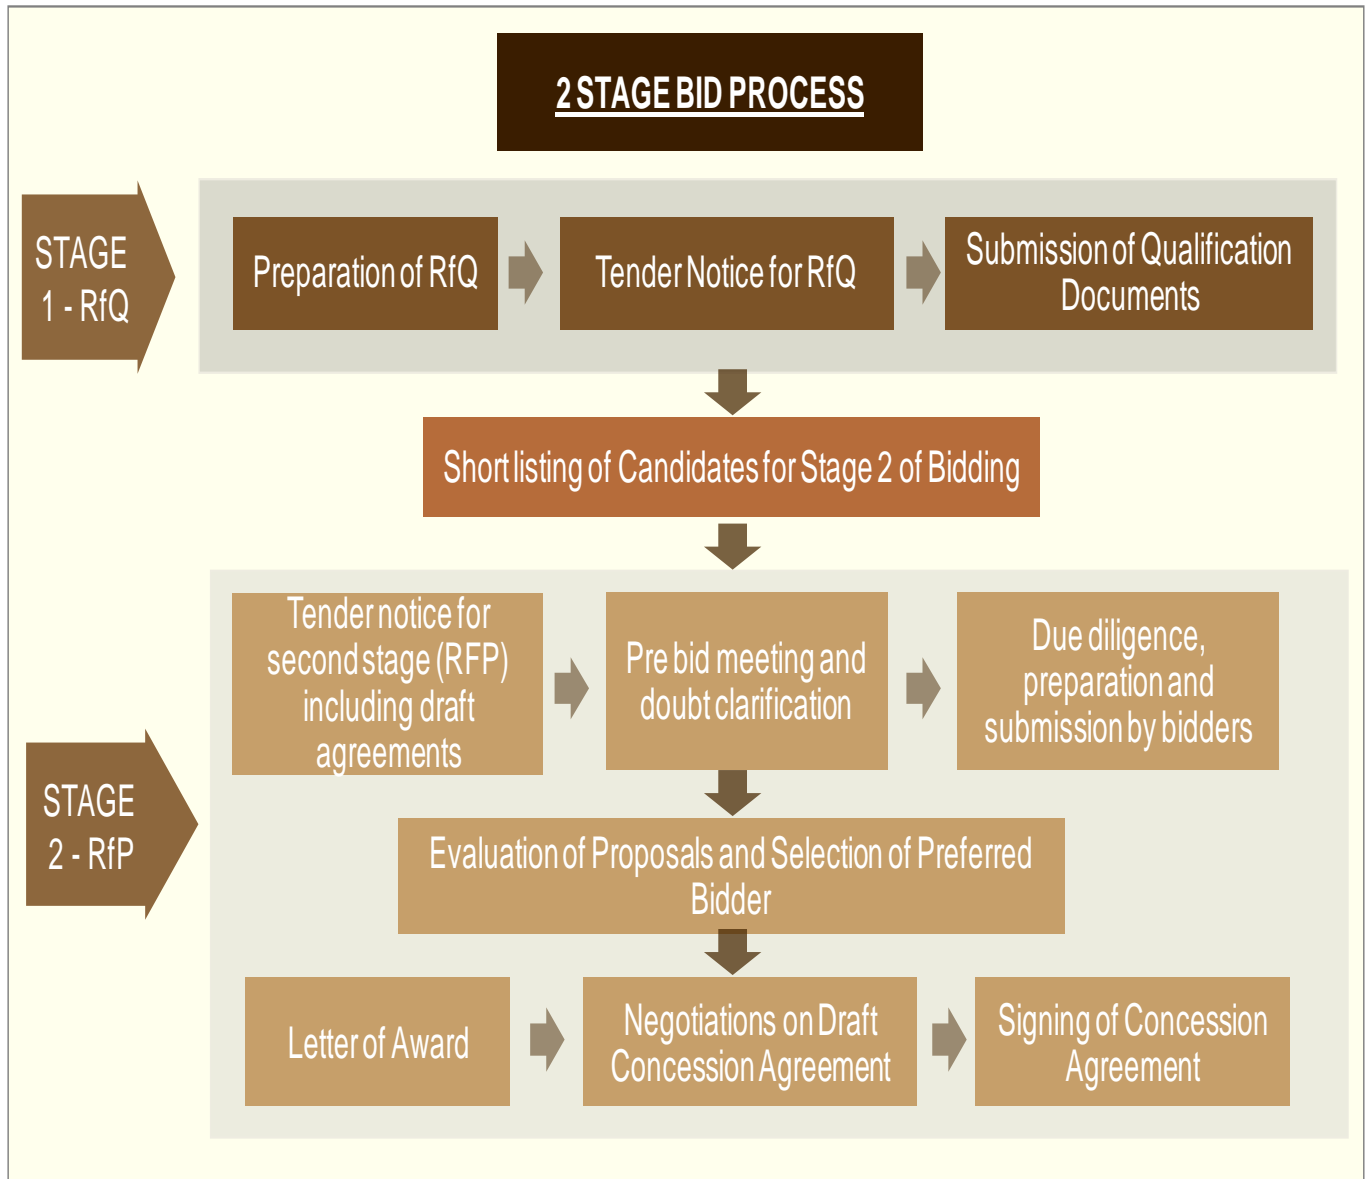 2 STAGE BID PROCESS
STAGE
1 - RfQ
Preparation of RfQ
Tender Notice for RfQ
Submission of Qualification
Documents
Short listing of Candidates for Stage 2 of Bidding
STAGE
2 - RfP
Tender notice for
second stage (RFP)
including draft
agreements
Pre bid meeting and
doubt clarification
Due diligence,
preparation and
submission by bidders
Evaluation of Proposals and Selection of Preferred
Bidder
Letter of Award
Negotiations on Draft
Concession Agreement
Signing of Concession
Agreement